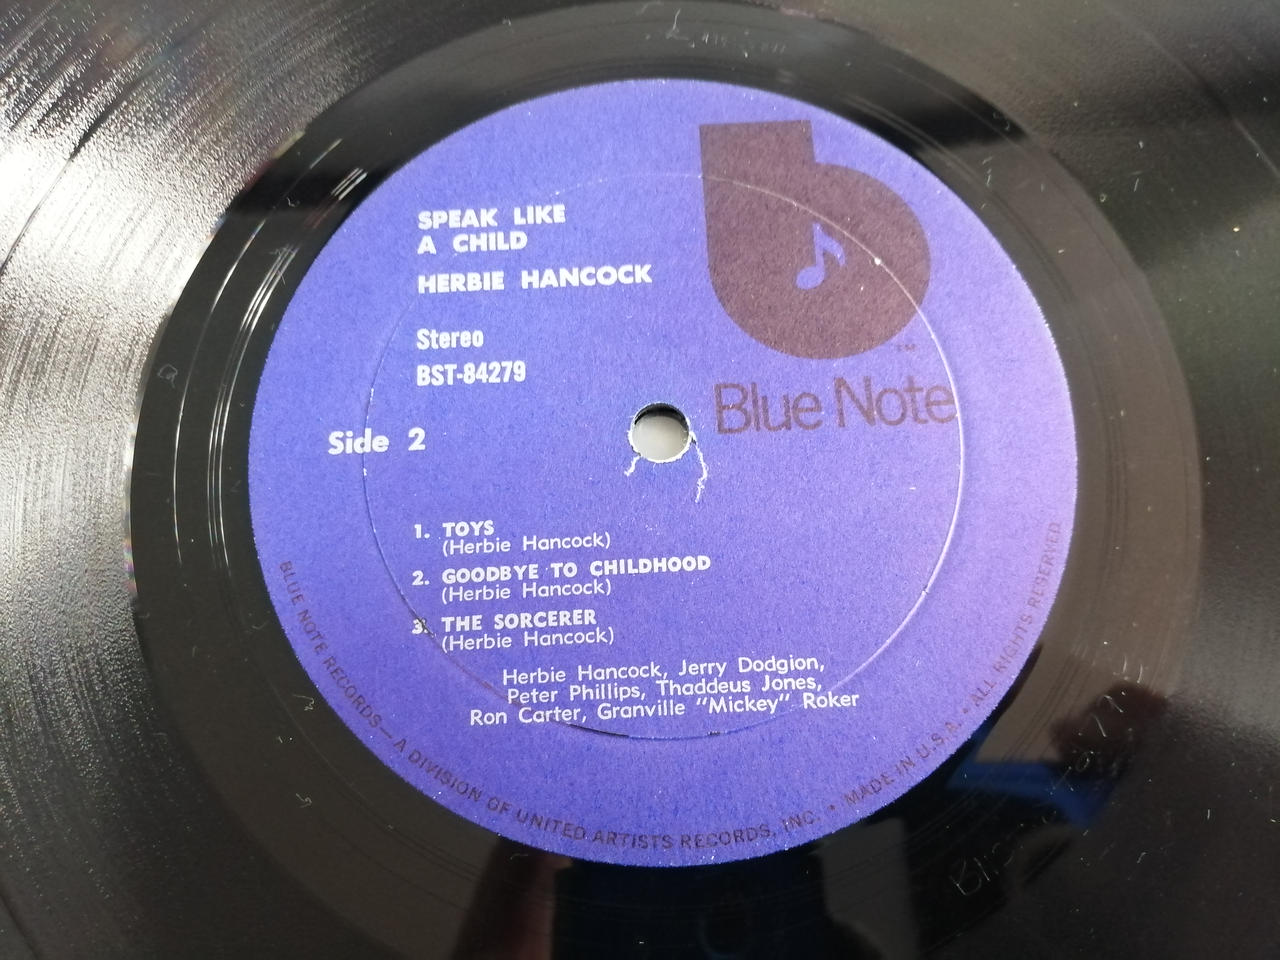 SPEAK LIKE
A CHILD
HERBIE HANCOCK
Stereo
BST-84279
Side 2
TM
Blue Note
1. TOYS
(Herbie Hancock)
2. GOODBYE TO CHILDHOOD
(Herbie Hancock)
3. THE SORCERER
(Herbie Hancock)
Herbie Hancock, Jerry Dodgion,
Peter Phillips, Thaddeus Jones,
Ron Carter, Granville "Mickey" Roker
BLUE NOTE RECORDS— A DIVISION OF UNITED ARTISTS RECORDS, INC. • MADE IN U.S.A. • ALL RIGHTS RESERVED